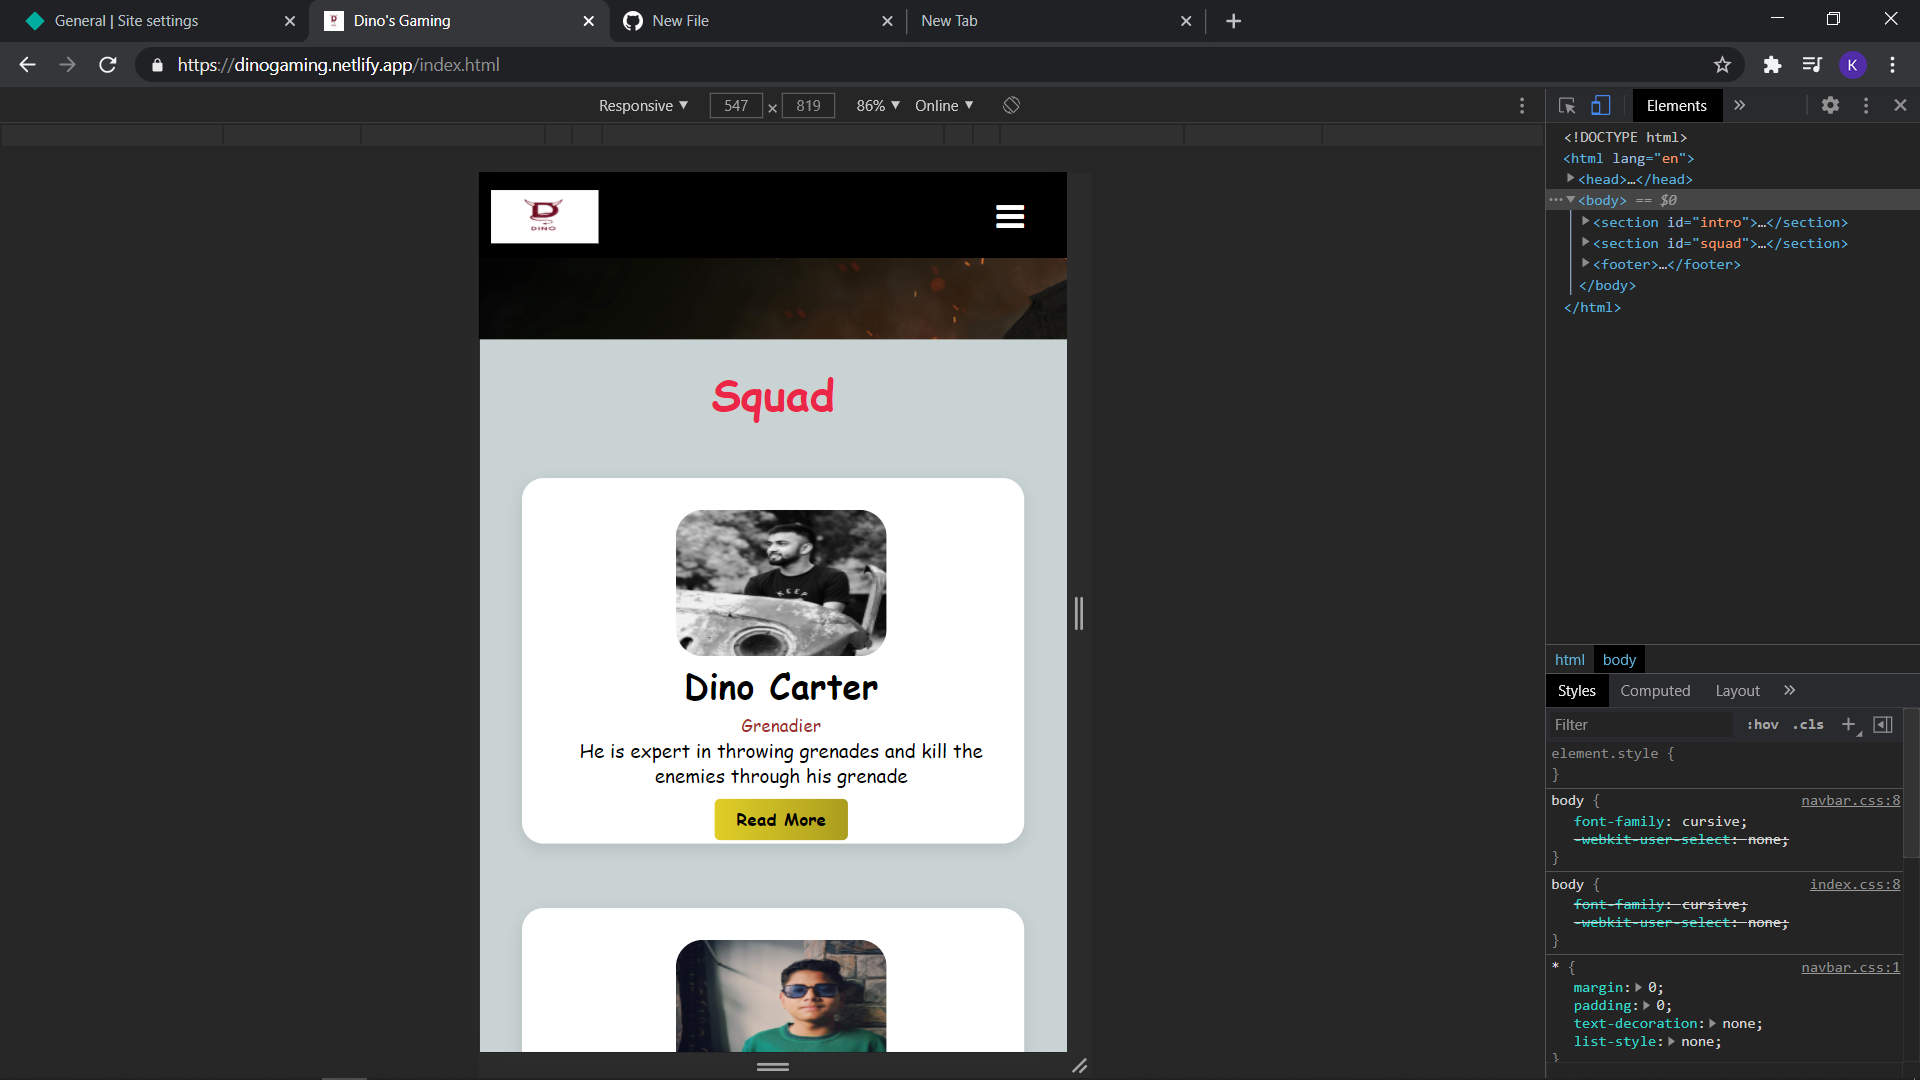 General | Site settings
Dino's Gaming
New File
New Tab
https://dinogaming.netlify.app/index.html
K
Responsive ▼ 547 × 819 86% ▼ Online ▼
Elements »
<!DOCTYPE html>
<html lang="en">
<head>…</head>
<body> == $0
<section id="intro">…</section>
<section id="squad">…</section>
<footer>…</footer>
</body>
</html>
D
DINO
Squad
KEEP
Dino Carter
Grenadier
He is expert in throwing grenades and kill the
enemies through his grenade
Read More
html body
Styles Computed Layout »
Filter :hov .cls +
element.style {
}
body { navbar.css:8
font-family: cursive;
-webkit-user-select: none;
}
body { index.css:8
font-family: cursive;
-webkit-user-select: none;
}
* { navbar.css:1
margin: 0;
padding: 0;
text-decoration: none;
list-style: none;
}